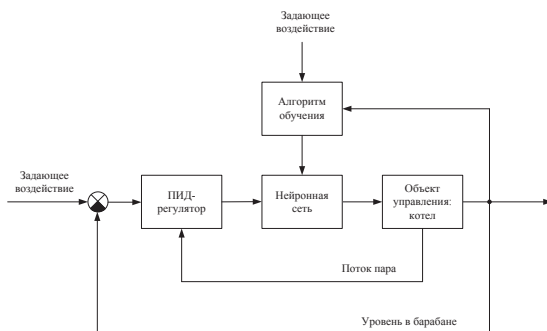 Задающее
воздействие
Алгоритм
обучения
Задающее
воздействие
ПИД-
регулятор
Нейронная
сеть
Объект
управления:
котел
Поток пара
Уровень в барабане